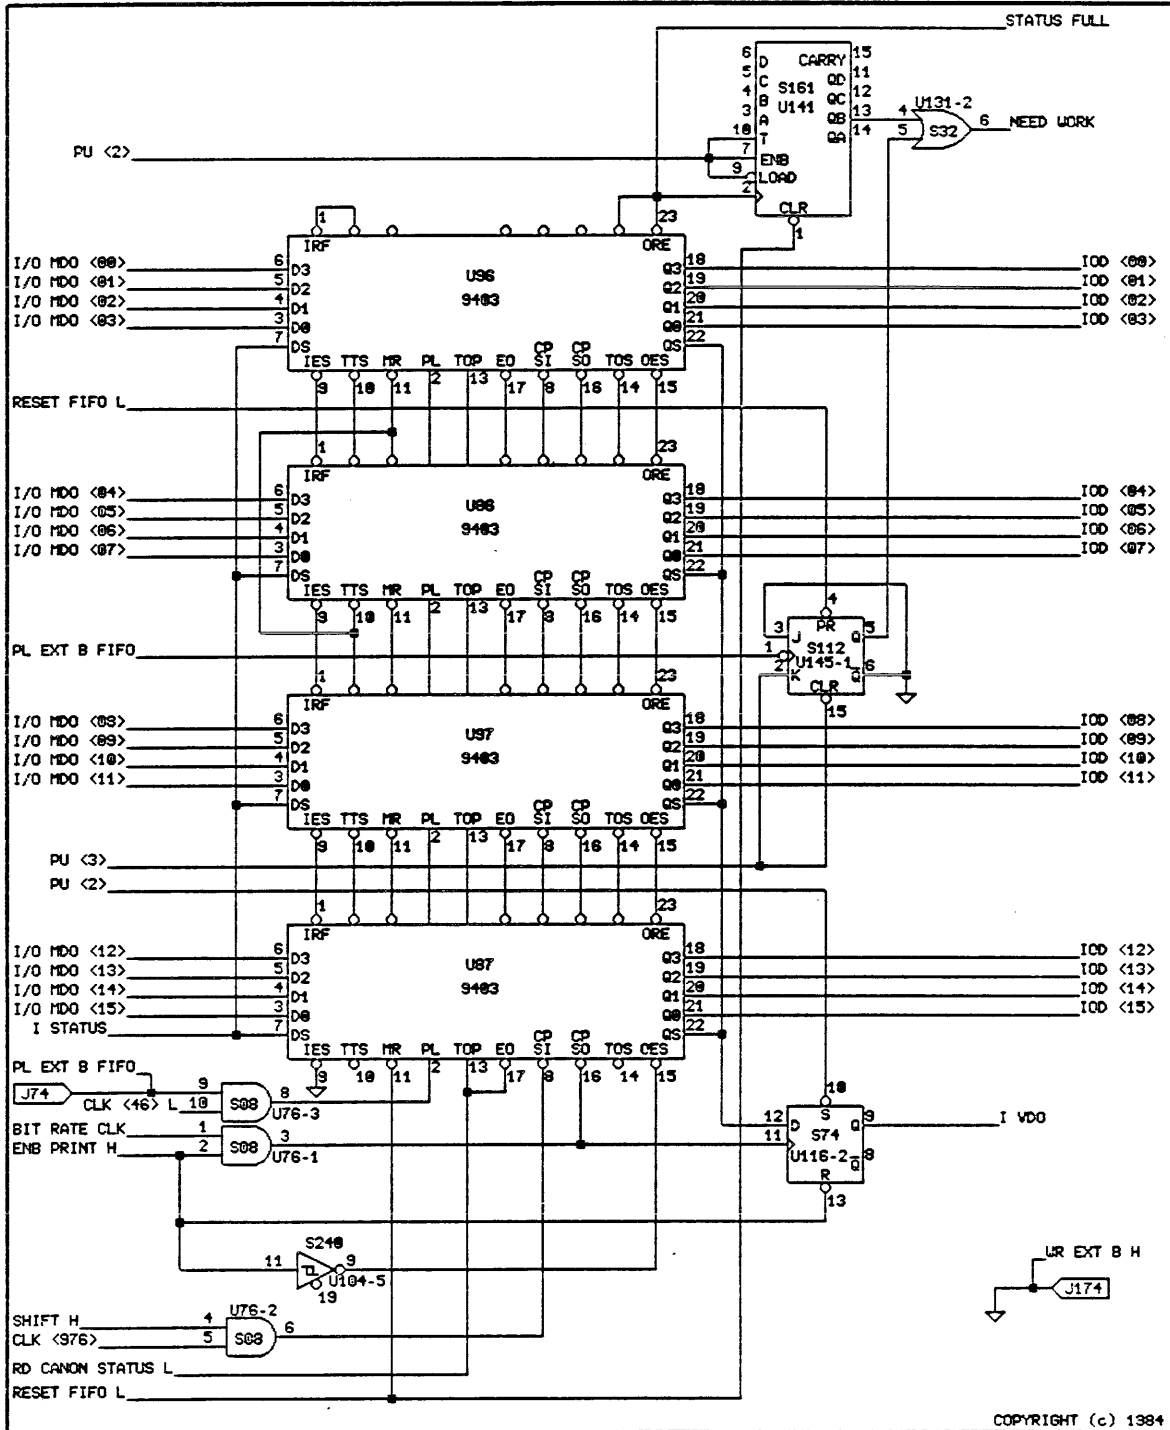 STATUS FULL
6 D CARRY 15
5 C S161 QD 11
4 B U141 QC 12
3 A QB 13
10 T QA 14
7 ENB
9 LOAD
2
CLR
1
U131-2
4
5
S32
6 NEED WORK
PU <2>
1 23
IRF ORE
I/O MDO <00> 6 D3 U96 Q3 18 IOD <00>
I/O MDO <01> 5 D2 9403 Q2 19 IOD <01>
I/O MDO <02> 4 D1 Q1 20 IOD <02>
I/O MDO <03> 3 D0 Q0 21 IOD <03>
7 DS QS 22
CP CP
IES TTS MR PL TOP EO SI SO TOS OES
9 10 11 2 13 17 8 16 14 15
RESET FIFO L
1 23
IRF ORE
I/O MDO <04> 6 D3 U86 Q3 18 IOD <04>
I/O MDO <05> 5 D2 9403 Q2 19 IOD <05>
I/O MDO <06> 4 D1 Q1 20 IOD <06>
I/O MDO <07> 3 D0 Q0 21 IOD <07>
7 DS QS 22
CP CP
IES TTS MR PL TOP EO SI SO TOS OES
9 10 11 2 13 17 8 16 14 15
4
PR
3 J Q 5
1 S112
U145-1
2 K Q 6
CLR
15
PL EXT B FIFO
1 23
IRF ORE
I/O MDO <08> 6 D3 U97 Q3 18 IOD <08>
I/O MDO <09> 5 D2 9403 Q2 19 IOD <09>
I/O MDO <10> 4 D1 Q1 20 IOD <10>
I/O MDO <11> 3 D0 Q0 21 IOD <11>
7 DS QS 22
CP CP
IES TTS MR PL TOP EO SI SO TOS OES
9 10 11 2 13 17 8 16 14 15
PU <3>
PU <2>
1 23
IRF ORE
I/O MDO <12> 6 D3 U87 Q3 18 IOD <12>
I/O MDO <13> 5 D2 9403 Q2 19 IOD <13>
I/O MDO <14> 4 D1 Q1 20 IOD <14>
I/O MDO <15> 3 D0 Q0 21 IOD <15>
I STATUS 7 DS QS 22
CP CP
IES TTS MR PL TOP EO SI SO TOS OES
9 10 11 2 13 17 8 16 14 15
PL EXT B FIFO
J74 9 S08 8
CLK <46> L 10 U76-3
BIT RATE CLK 1 S08 3
ENB PRINT H 2 U76-1
10
S
12 D Q 9 I VDO
11 S74
U116-2 Q 8
R
13
S240
11 9
U104-5
19
WR EXT B H
J174
U76-2
SHIFT H 4 S08 6
CLK <976> 5
RD CANON STATUS L
RESET FIFO L
COPYRIGHT (c) 1984